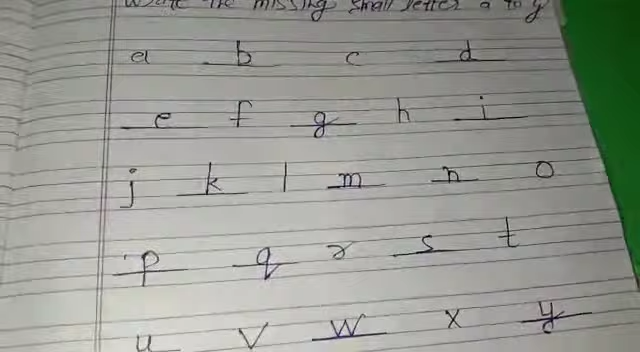 Write the missing small letter a to y
a b c d
e f g h i
j k l m n o
p q r s t
u v w x y